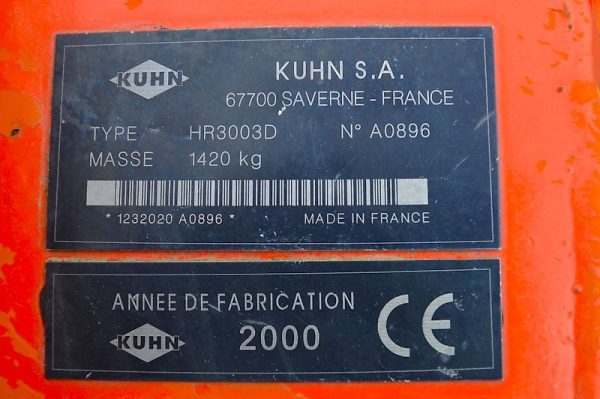 KUHN
KUHN S.A.
67700 SAVERNE - FRANCE
TYPE HR3003D N° A0896
MASSE 1420 kg
* 1232020 A0896 * MADE IN FRANCE
ANNEE DE FABRICATION
KUHN 2000 CE